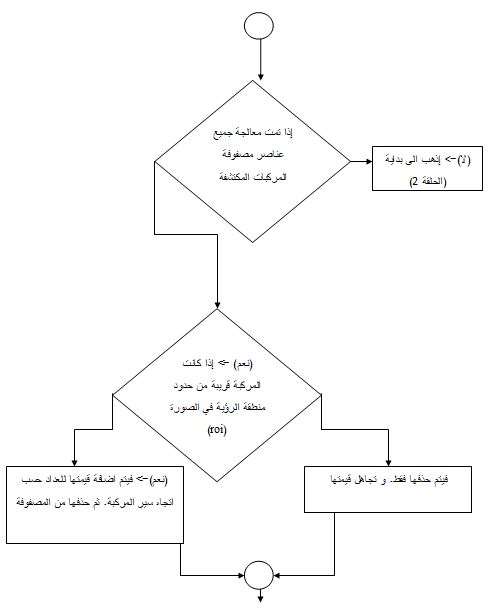 إذا تمت معالجة جميع
عناصر مصفوفة
المركبات المكتشفة
(لا)-> إذهب الى بداية
(الحلقة 2)
(نعم) -> إذا كانت
المركبة قريبة من حدود
منطقة الرؤية في الصورة
(roi)
(نعم)-> فيتم اضافة قيمتها للعداد حسب
اتجاه سير المركبة. ثم حذفها من المصفوفة
فيتم حذفها فقط. و تجاهل قيمتها